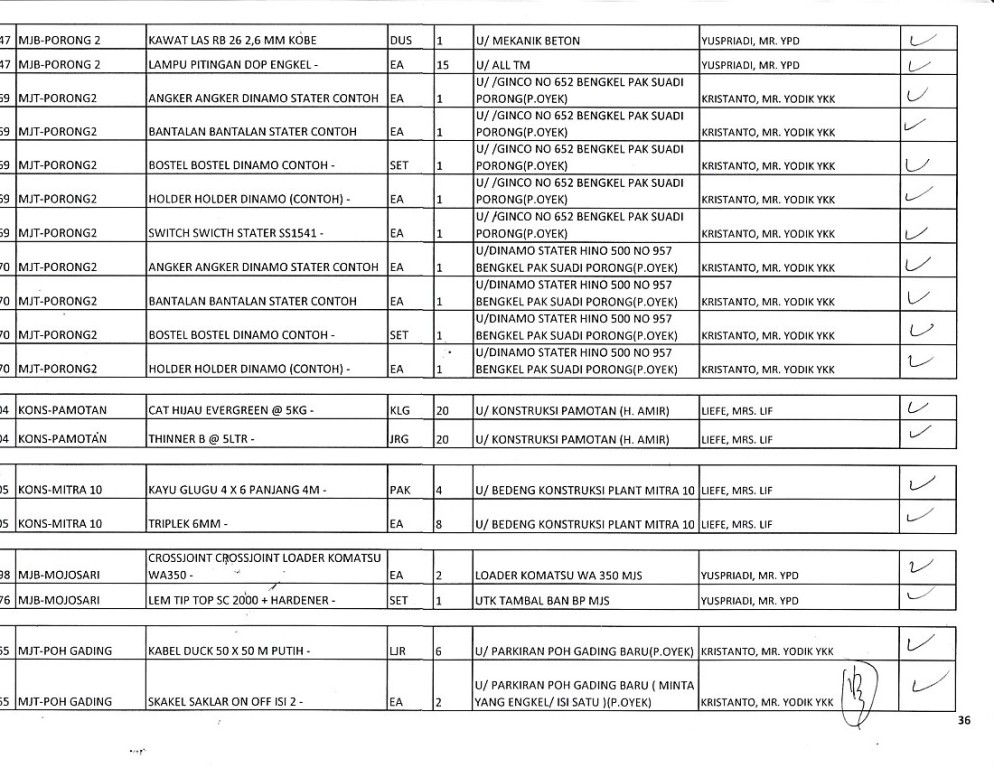 47 MJB-PORONG 2 KAWAT LAS RB 26 2,6 MM KOBE DUS 1 U/ MEKANIK BETON YUSPRIADI, MR. YPD
47 MJB-PORONG 2 LAMPU PITINGAN DOP ENGKEL - EA 15 U/ ALL TM YUSPRIADI, MR. YPD
69 MJT-PORONG2 ANGKER ANGKER DINAMO STATER CONTOH EA 1 U/ /GINCO NO 652 BENGKEL PAK SUADI
PORONG(P.OYEK) KRISTANTO, MR. YODIK YKK
69 MJT-PORONG2 BANTALAN BANTALAN STATER CONTOH EA 1 U/ /GINCO NO 652 BENGKEL PAK SUADI
PORONG(P.OYEK) KRISTANTO, MR. YODIK YKK
69 MJT-PORONG2 BOSTEL BOSTEL DINAMO CONTOH - SET 1 U/ /GINCO NO 652 BENGKEL PAK SUADI
PORONG(P.OYEK) KRISTANTO, MR. YODIK YKK
69 MJT-PORONG2 HOLDER HOLDER DINAMO (CONTOH) - EA 1 U/ /GINCO NO 652 BENGKEL PAK SUADI
PORONG(P.OYEK) KRISTANTO, MR. YODIK YKK
69 MJT-PORONG2 SWITCH SWICTH STATER SS1541 - EA 1 U/ /GINCO NO 652 BENGKEL PAK SUADI
PORONG(P.OYEK) KRISTANTO, MR. YODIK YKK
70 MJT-PORONG2 ANGKER ANGKER DINAMO STATER CONTOH EA 1 U/DINAMO STATER HINO 500 NO 957
BENGKEL PAK SUADI PORONG(P.OYEK) KRISTANTO, MR. YODIK YKK
70 MJT-PORONG2 BANTALAN BANTALAN STATER CONTOH EA 1 U/DINAMO STATER HINO 500 NO 957
BENGKEL PAK SUADI PORONG(P.OYEK) KRISTANTO, MR. YODIK YKK
70 MJT-PORONG2 BOSTEL BOSTEL DINAMO CONTOH - SET 1 U/DINAMO STATER HINO 500 NO 957
BENGKEL PAK SUADI PORONG(P.OYEK) KRISTANTO, MR. YODIK YKK
70 MJT-PORONG2 HOLDER HOLDER DINAMO (CONTOH) - EA 1 U/DINAMO STATER HINO 500 NO 957
BENGKEL PAK SUADI PORONG(P.OYEK) KRISTANTO, MR. YODIK YKK
04 KONS-PAMOTAN CAT HIJAU EVERGREEN @ 5KG - KLG 20 U/ KONSTRUKSI PAMOTAN (H. AMIR) LIEFE, MRS. LIF
04 KONS-PAMOTAN THINNER B @ 5LTR - JRG 20 U/ KONSTRUKSI PAMOTAN (H. AMIR) LIEFE, MRS. LIF
05 KONS-MITRA 10 KAYU GLUGU 4 X 6 PANJANG 4M - PAK 4 U/ BEDENG KONSTRUKSI PLANT MITRA 10 LIEFE, MRS. LIF
05 KONS-MITRA 10 TRIPLEK 6MM - EA 8 U/ BEDENG KONSTRUKSI PLANT MITRA 10 LIEFE, MRS. LIF
98 MJB-MOJOSARI CROSSJOINT CROSSJOINT LOADER KOMATSU
WA350 - EA 2 LOADER KOMATSU WA 350 MJS YUSPRIADI, MR. YPD
76 MJB-MOJOSARI LEM TIP TOP SC 2000 + HARDENER - SET 1 UTK TAMBAL BAN BP MJS YUSPRIADI, MR. YPD
65 MJT-POH GADING KABEL DUCK 50 X 50 M PUTIH - LJR 6 U/ PARKIRAN POH GADING BARU(P.OYEK) KRISTANTO, MR. YODIK YKK
65 MJT-POH GADING SKAKEL SAKLAR ON OFF ISI 2 - EA 2 U/ PARKIRAN POH GADING BARU ( MINTA
YANG ENGKEL/ ISI SATU )(P.OYEK) KRISTANTO, MR. YODIK YKK
36